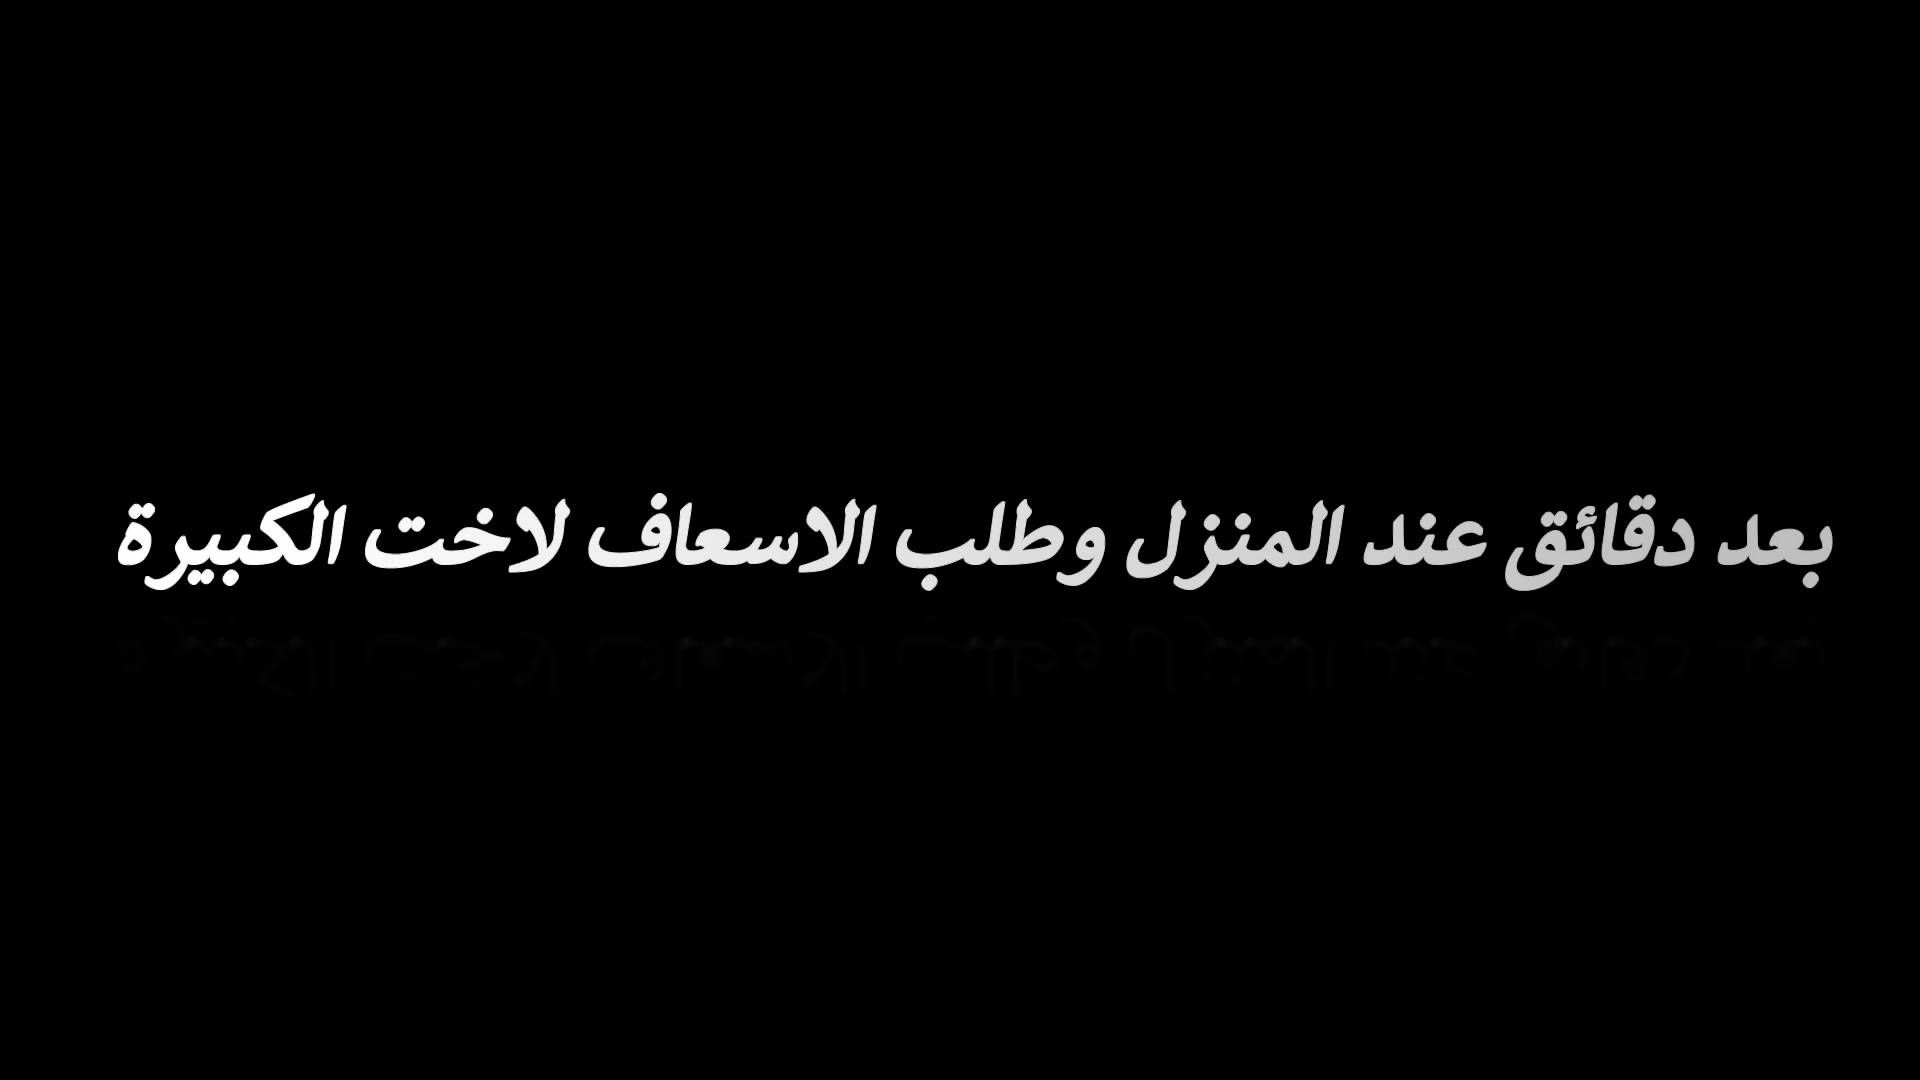 بعد دقائق عند المنزل وطلب الاسعاف لاخت الكبيرة